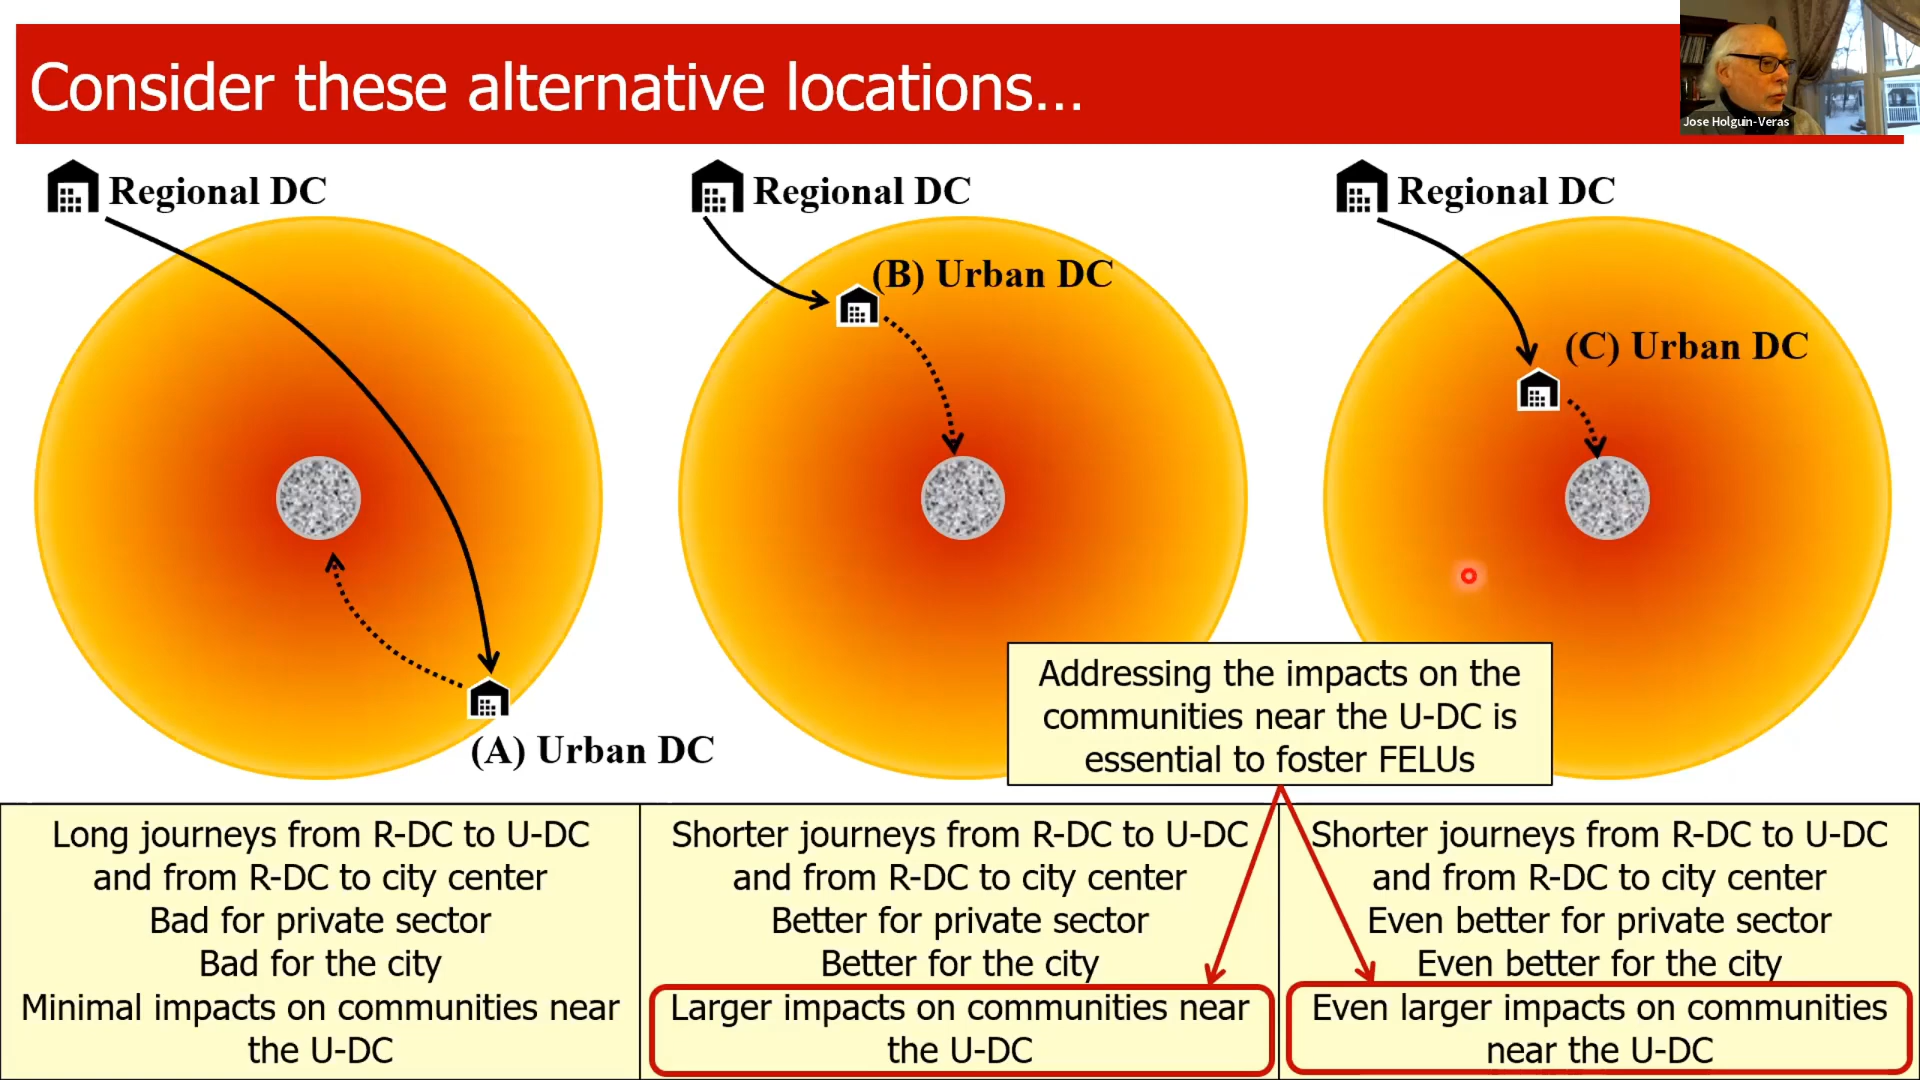 Consider these alternative locations...
Jose Holguin-Veras
Regional DC
(A) Urban DC
Regional DC
(B) Urban DC
Regional DC
(C) Urban DC
Addressing the impacts on the
communities near the U-DC is
essential to foster FELUs
Long journeys from R-DC to U-DC
and from R-DC to city center
Bad for private sector
Bad for the city
Minimal impacts on communities near
the U-DC
Shorter journeys from R-DC to U-DC
and from R-DC to city center
Better for private sector
Better for the city
Larger impacts on communities near
the U-DC
Shorter journeys from R-DC to U-DC
and from R-DC to city center
Even better for private sector
Even better for the city
Even larger impacts on communities
near the U-DC